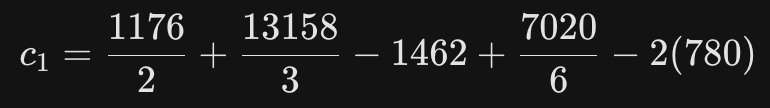 c₁ = 1176/2 + 13158/3 − 1462 + 7020/6 − 2(780)